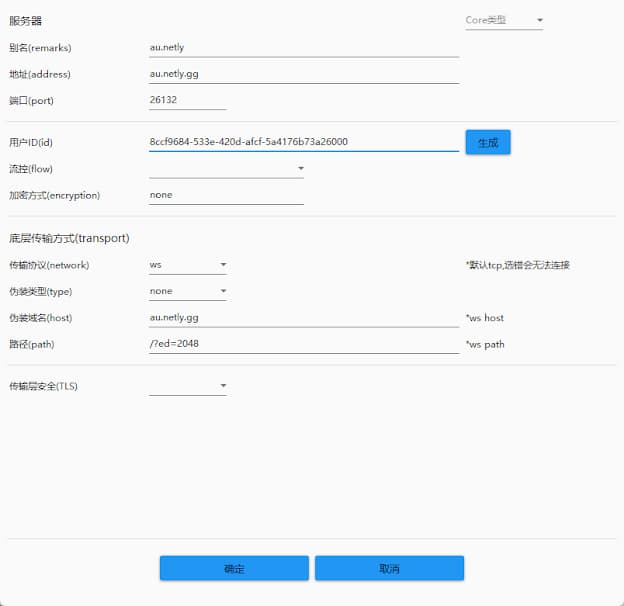 服务器 Core类型
别名(remarks) au.netly
地址(address) au.netly.gg
端口(port) 26132
用户ID(id) 8ccf9684-533e-420d-afcf-5a4176b73a26000 生成
流控(flow)
加密方式(encryption) none
底层传输方式(transport)
传输协议(network) ws *默认tcp,选错会无法连接
伪装类型(type) none
伪装域名(host) au.netly.gg *ws host
路径(path) /?ed=2048 *ws path
传输层安全(TLS)
确定 取消